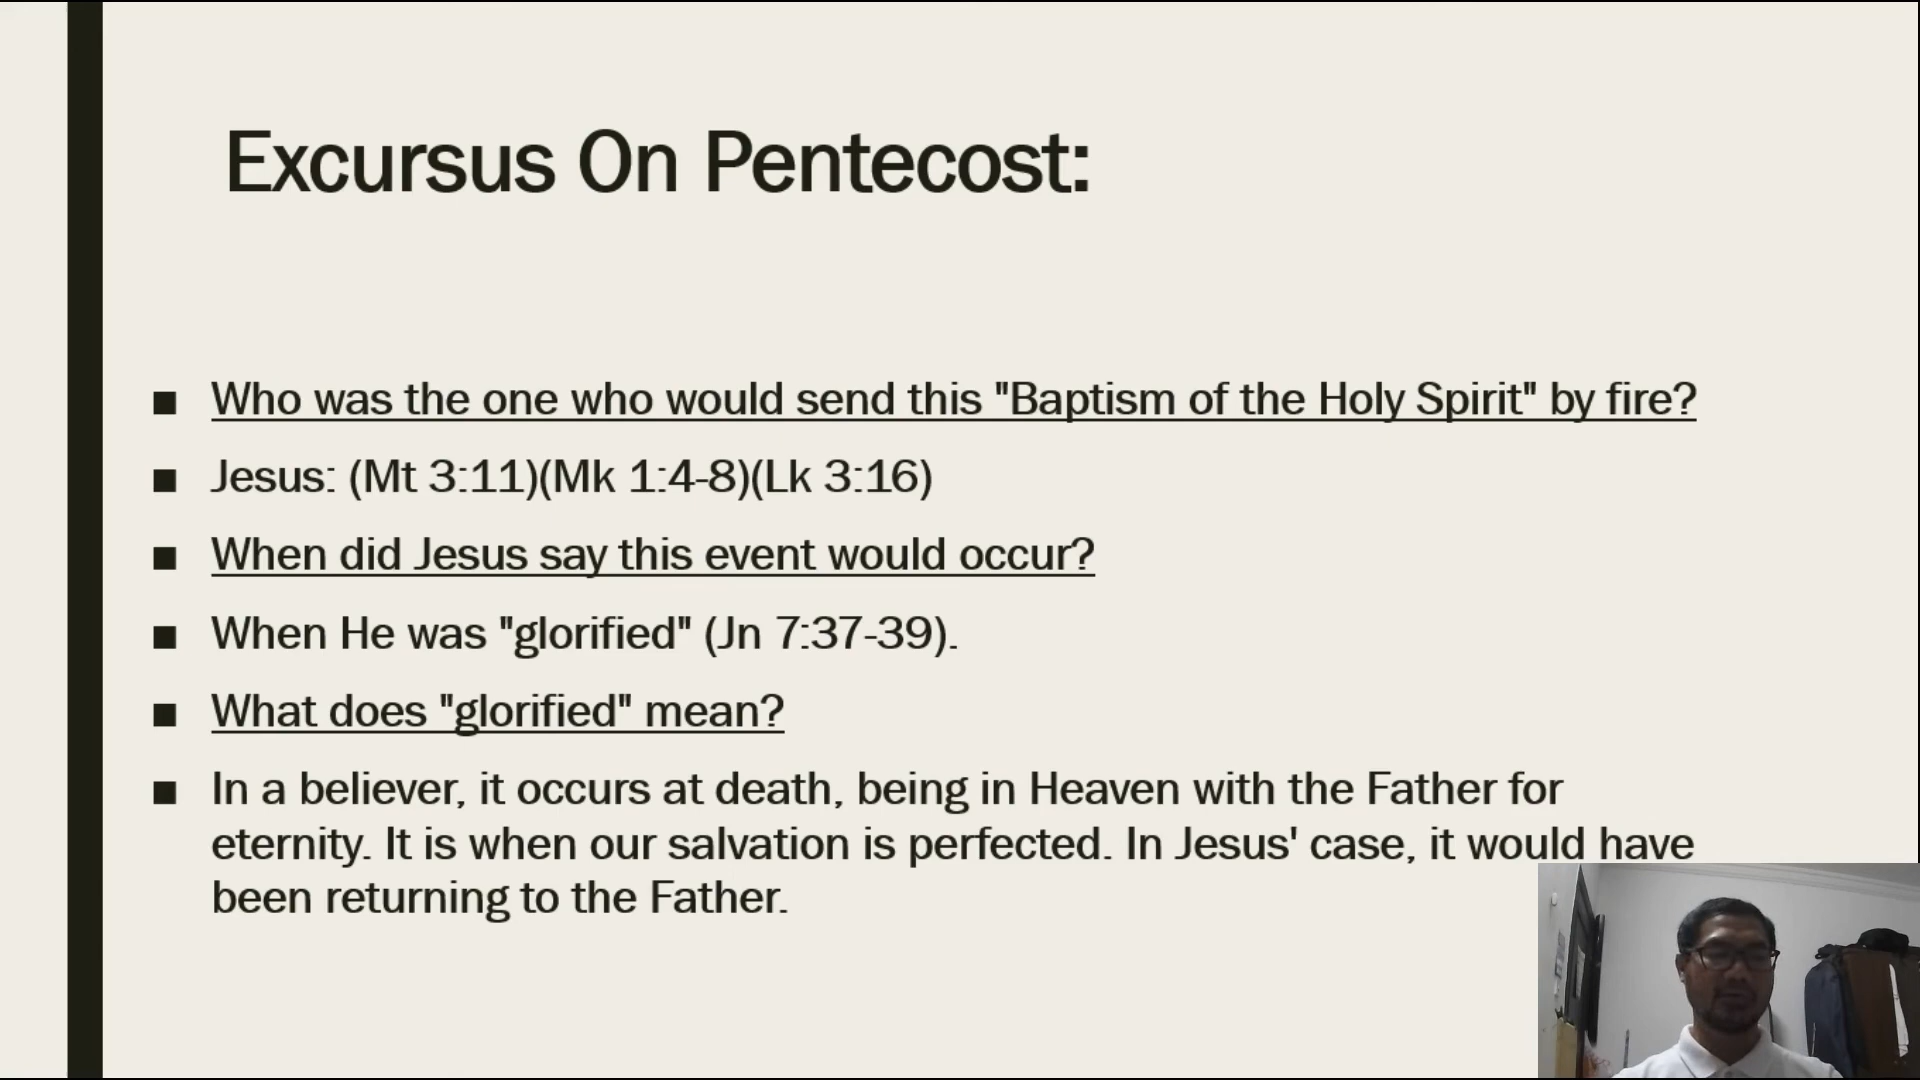 Excursus On Pentecost:
■ Who was the one who would send this "Baptism of the Holy Spirit" by fire?
■ Jesus: (Mt 3:11)(Mk 1:4-8)(Lk 3:16)
■ When did Jesus say this event would occur?
■ When He was "glorified" (Jn 7:37-39).
■ What does "glorified" mean?
■ In a believer, it occurs at death, being in Heaven with the Father for
eternity. It is when our salvation is perfected. In Jesus' case, it would have
been returning to the Father.